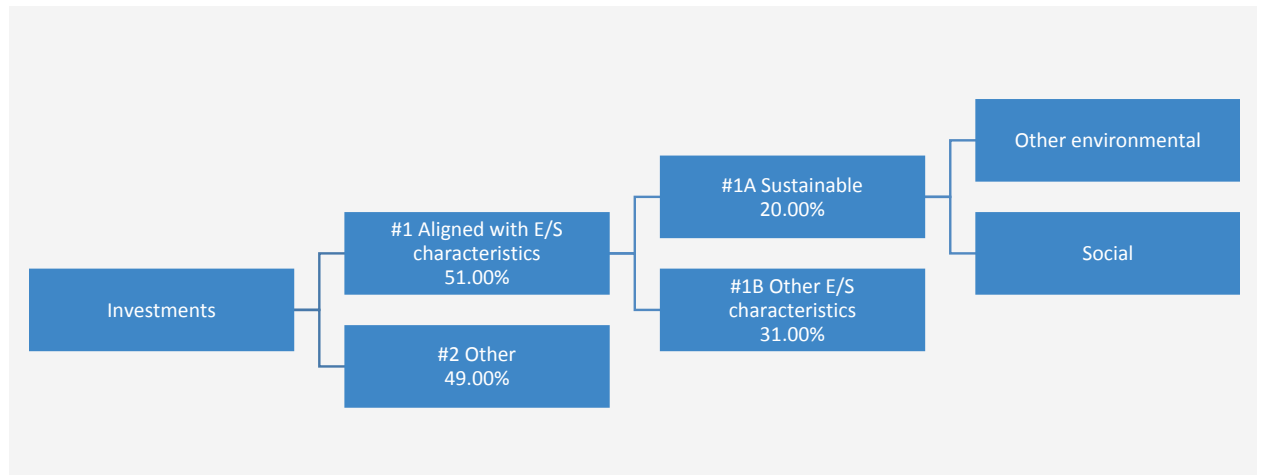 Investments
#1 Aligned with E/S
characteristics
51.00%
#2 Other
49.00%
#1A Sustainable
20.00%
#1B Other E/S
characteristics
31.00%
Other environmental
Social